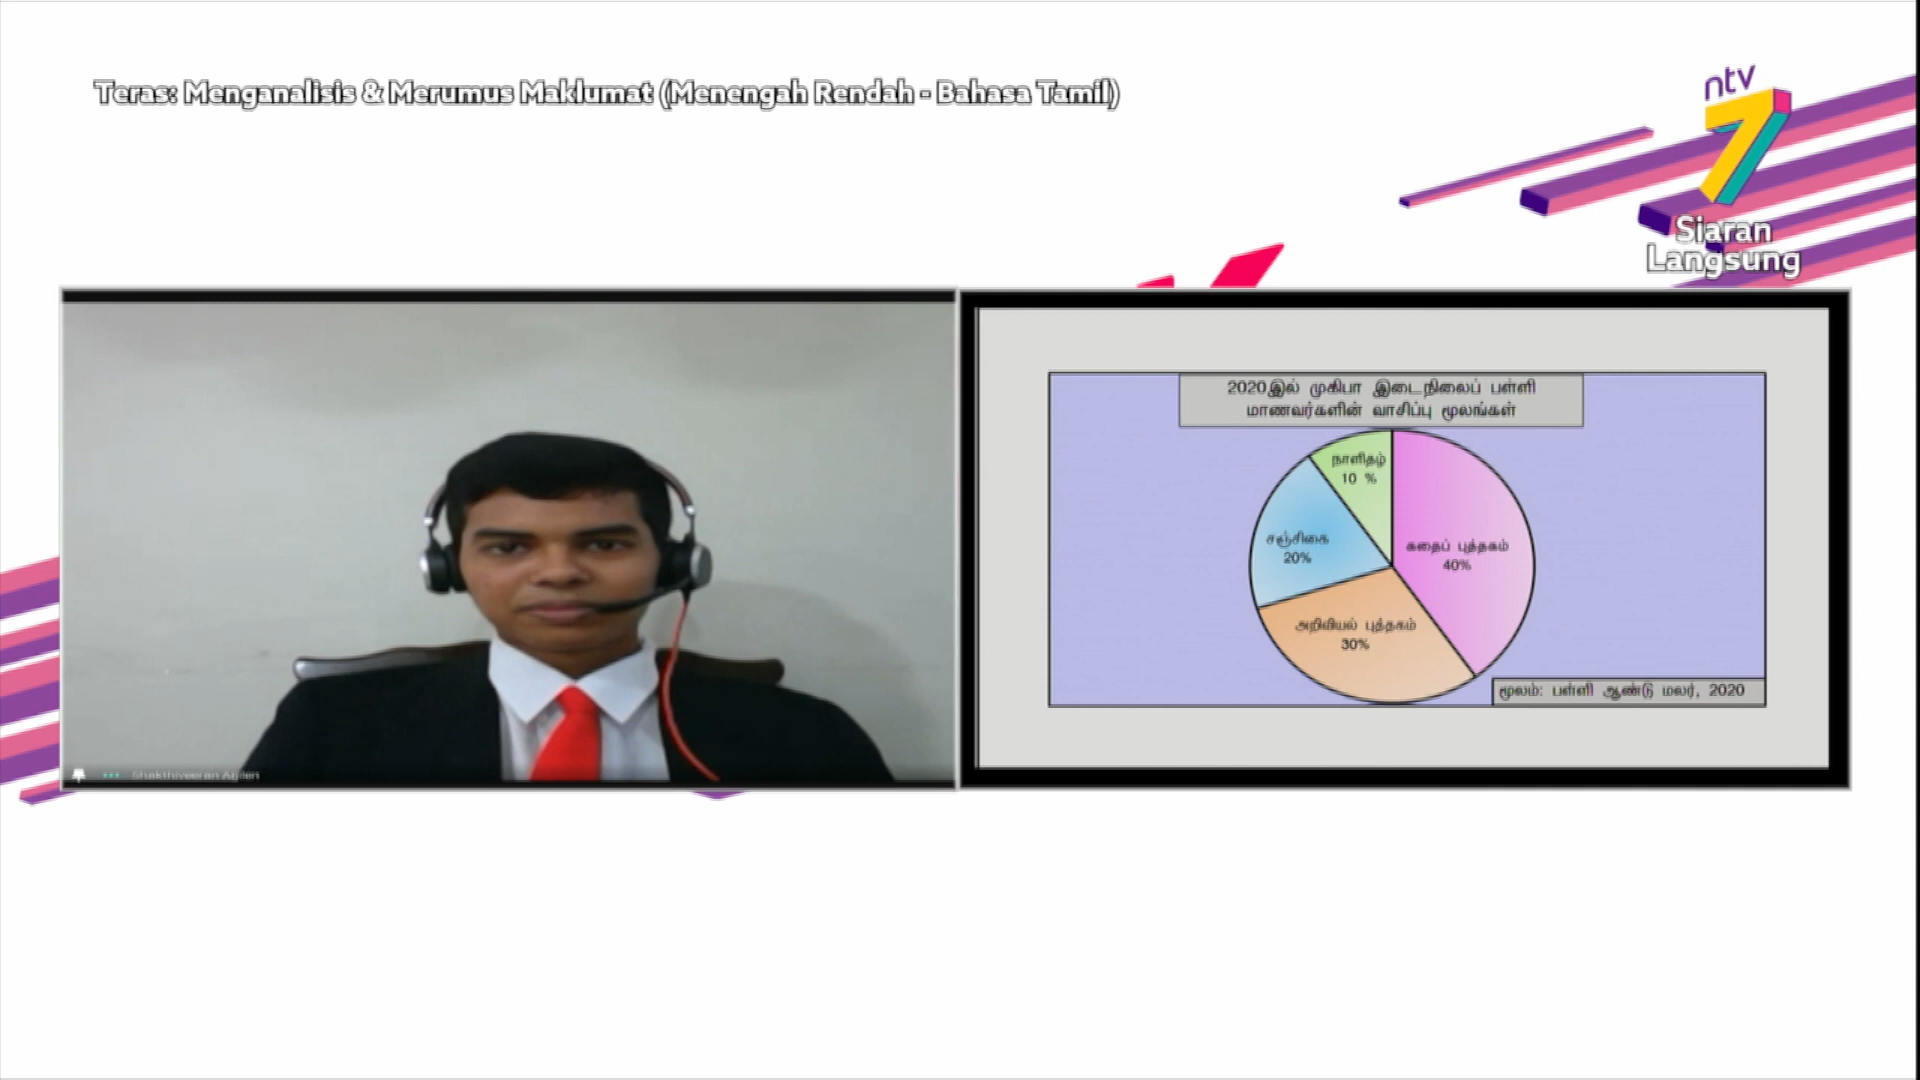 Teras: Menganalisis & Merumus Maklumat (Menengah Rendah - Bahasa Tamil)
ntv
7
Siaran
Langsung
2020இல் முகிபா இடைநிலைப் பள்ளி
மாணவர்களின் வாசிப்பு மூலங்கள்
நாளிதழ்
10 %
சஞ்சிகை
20%
கதைப் புத்தகம்
40%
அறிவியல் புத்தகம்
30%
மூலம்: பள்ளி ஆண்டு மலர், 2020